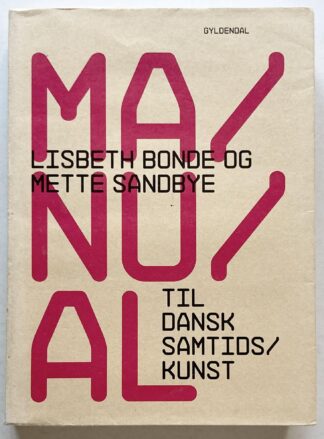 GYLDENDAL
MA/
LISBETH BONDE OG
METTE SANDBYE
NU/
AL
TIL
DANSK
SAMTIDS/
KUNST